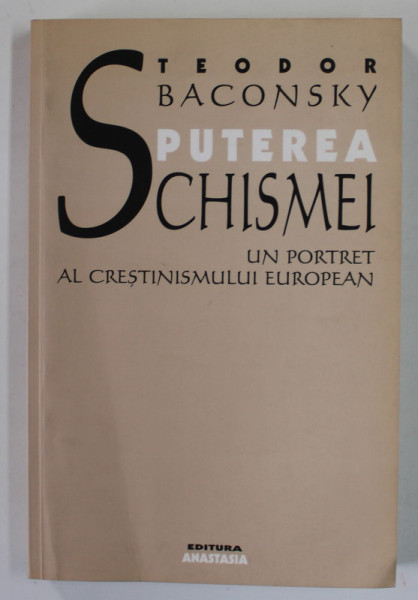 TEODOR
BACONSKY
PUTEREA
SCHISMEI
UN PORTRET
AL CREȘTINISMULUI EUROPEAN
EDITURA
ANASTASIA